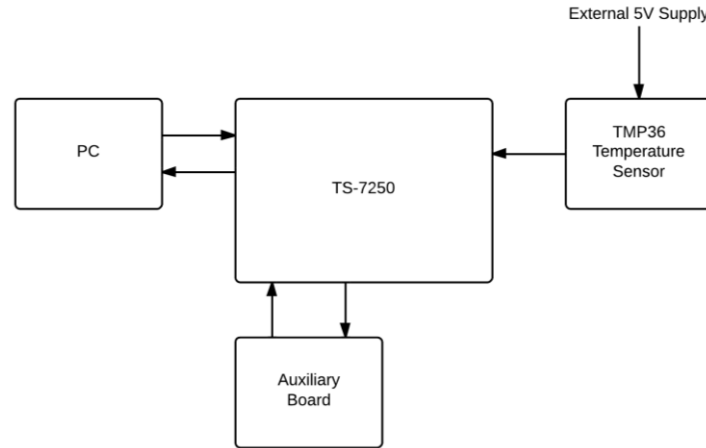 External 5V Supply
PC
TS-7250
TMP36
Temperature
Sensor
Auxiliary
Board